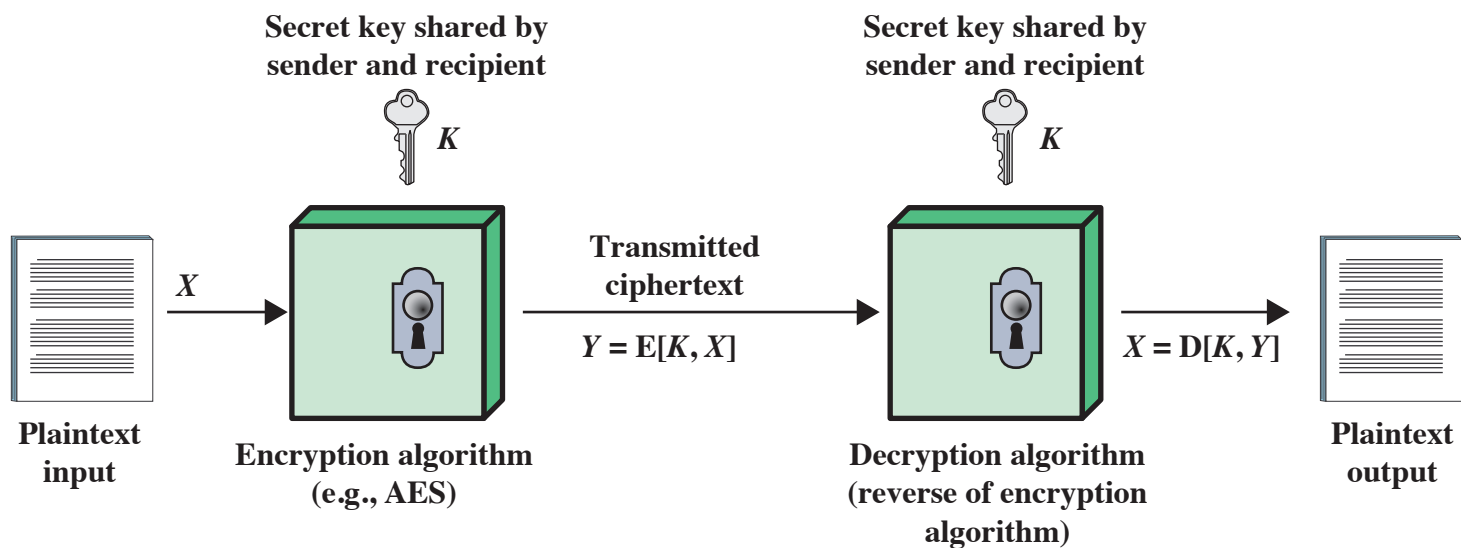 Secret key shared by
sender and recipient
K
Secret key shared by
sender and recipient
K
X
Transmitted
ciphertext
Y = E[K, X]
X = D[K, Y]
Plaintext
input
Encryption algorithm
(e.g., AES)
Decryption algorithm
(reverse of encryption
algorithm)
Plaintext
output